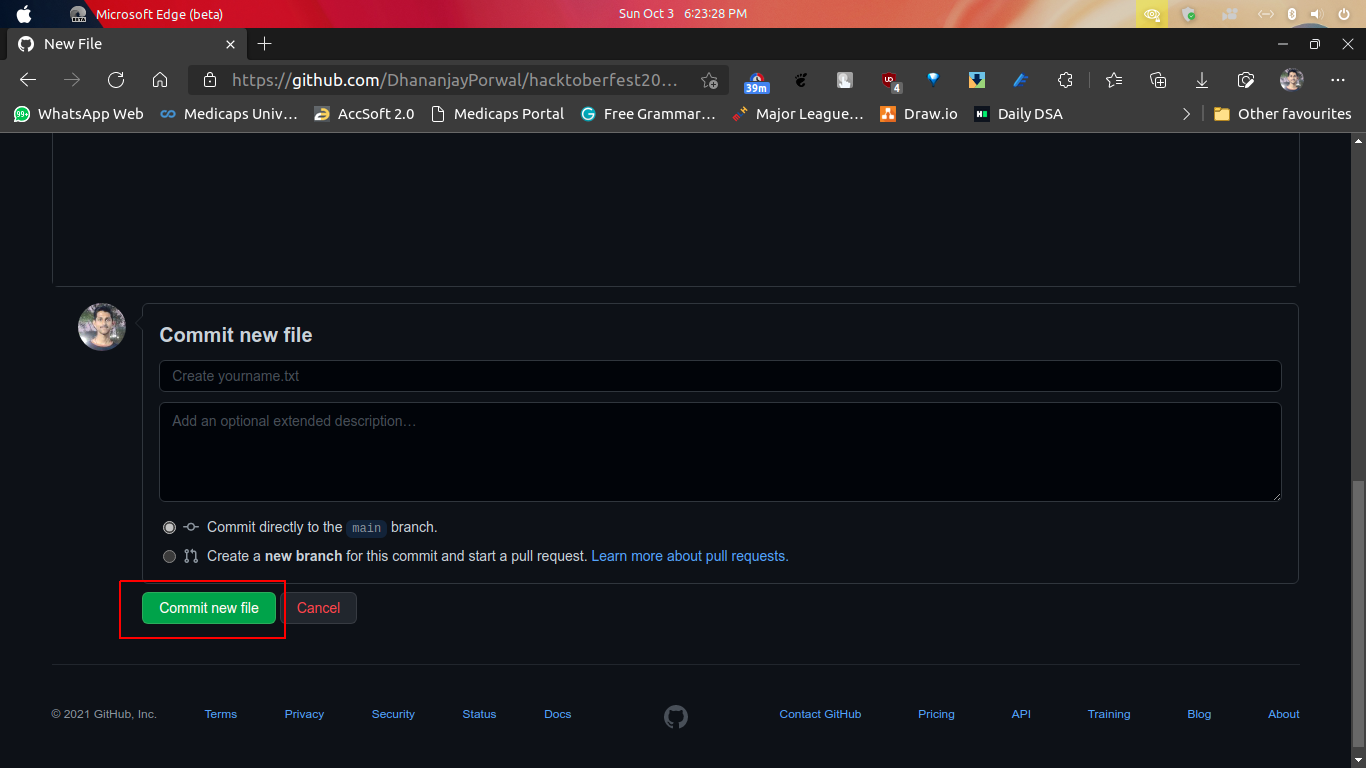 Microsoft Edge (beta) Sun Oct 3 6:23:28 PM
New File
https://github.com/DhananjayPorwal/hacktoberfest20...
39m UD 4
99+ WhatsApp Web Medicaps Univ... AccSoft 2.0 Medicaps Portal Free Grammar... Major League... Draw.io Daily DSA Other favourites
Commit new file
Create yourname.txt
Add an optional extended description…
Commit directly to the main branch.
Create a new branch for this commit and start a pull request. Learn more about pull requests.
Commit new file Cancel
© 2021 GitHub, Inc. Terms Privacy Security Status Docs Contact GitHub Pricing API Training Blog About